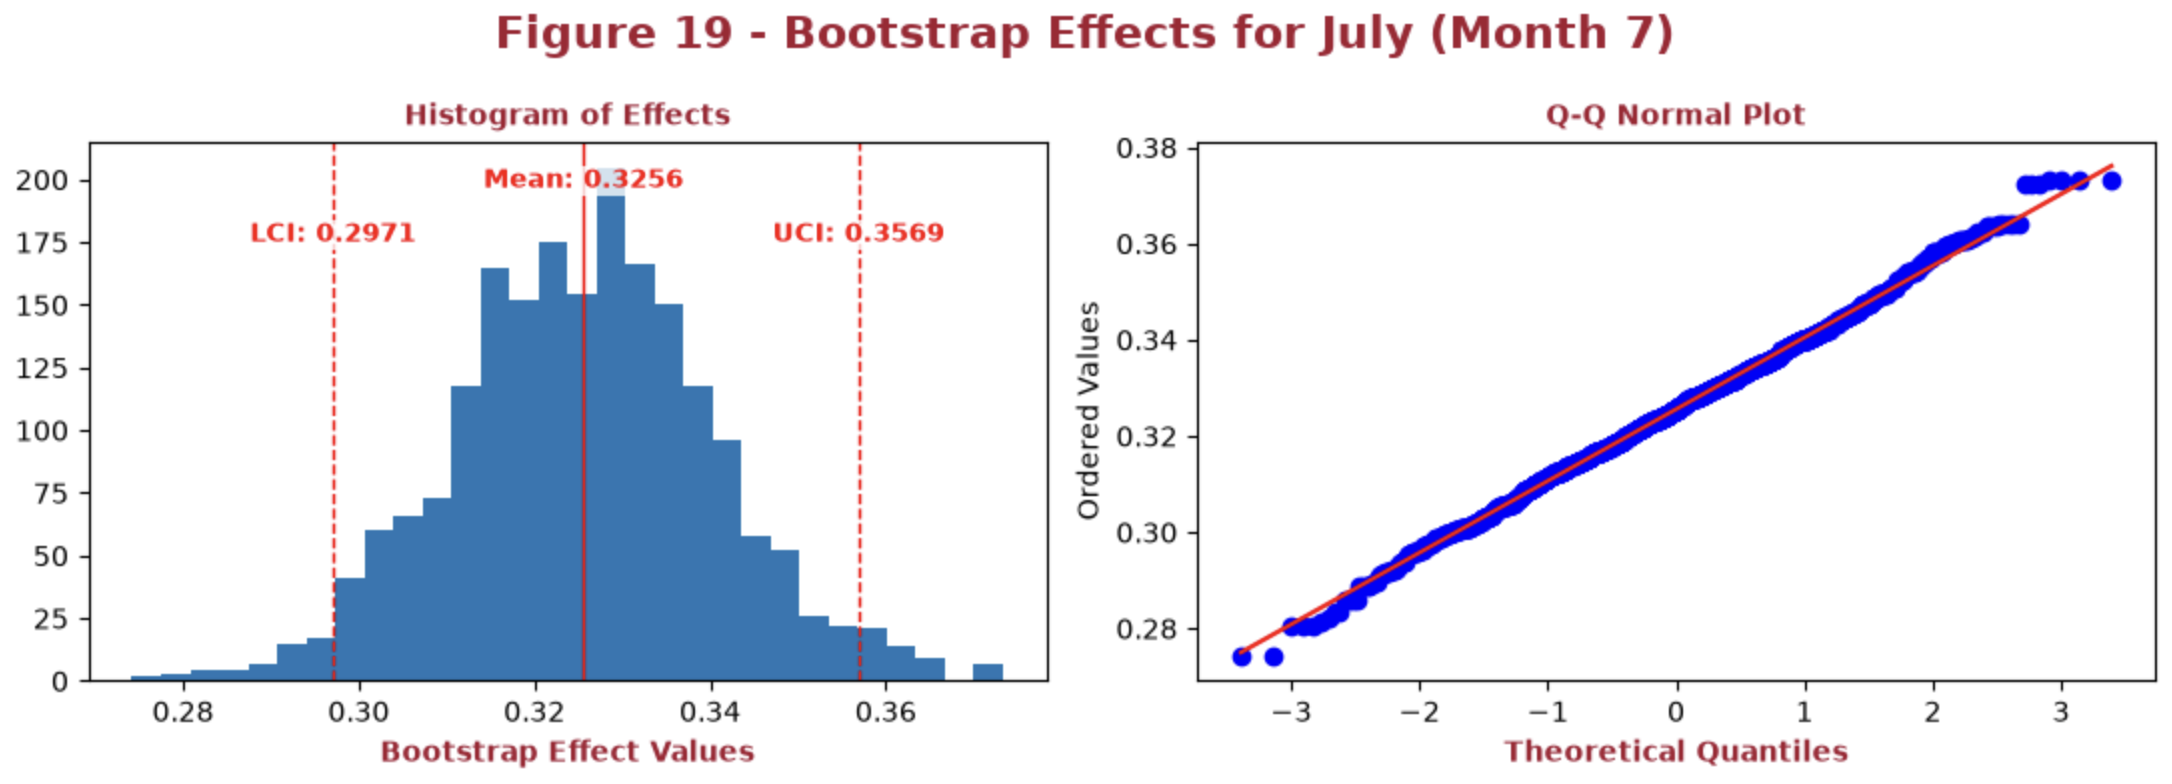 Figure 19 - Bootstrap Effects for July (Month 7)
Histogram of Effects
Mean: 0.3256
LCI: 0.2971
UCI: 0.3569
200
175
150
125
100
75
50
25
0
0.28 0.30 0.32 0.34 0.36
Bootstrap Effect Values
Q-Q Normal Plot
Ordered Values
0.38
0.36
0.34
0.32
0.30
0.28
−3 −2 −1 0 1 2 3
Theoretical Quantiles